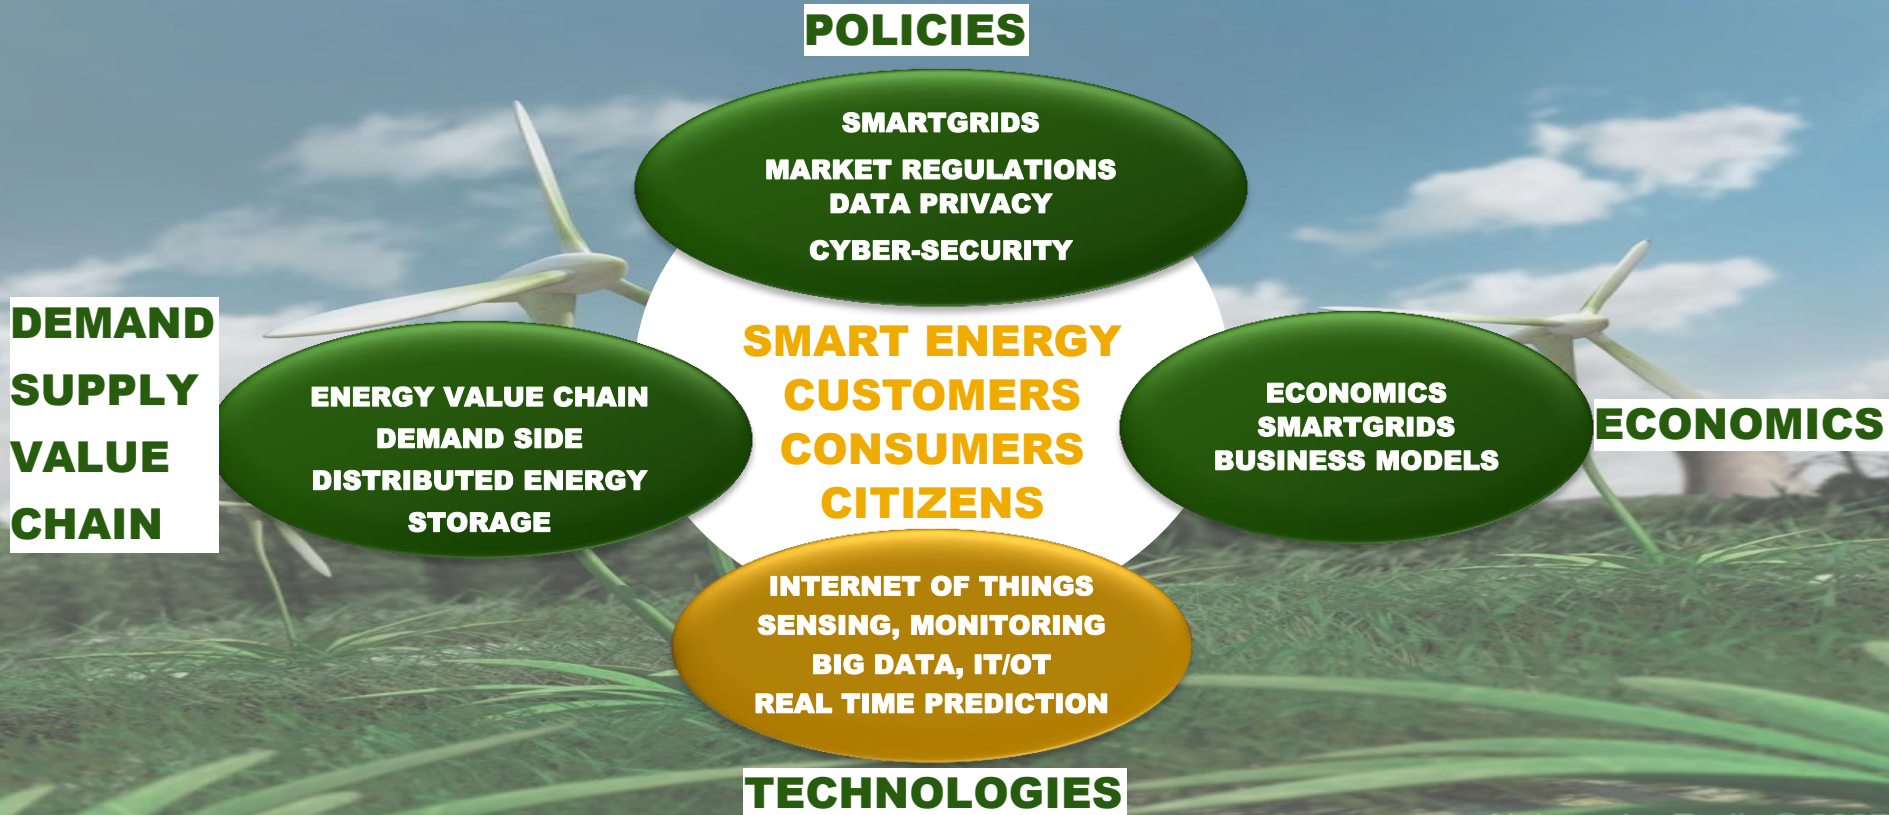 POLICIES
SMARTGRIDS
MARKET REGULATIONS
DATA PRIVACY
CYBER-SECURITY
DEMAND
SUPPLY
VALUE
CHAIN
ENERGY VALUE CHAIN
DEMAND SIDE
DISTRIBUTED ENERGY
STORAGE
SMART ENERGY
CUSTOMERS
CONSUMERS
CITIZENS
ECONOMICS
SMARTGRIDS
BUSINESS MODELS
ECONOMICS
INTERNET OF THINGS
SENSING, MONITORING
BIG DATA, IT/OT
REAL TIME PREDICTION
TECHNOLOGIES